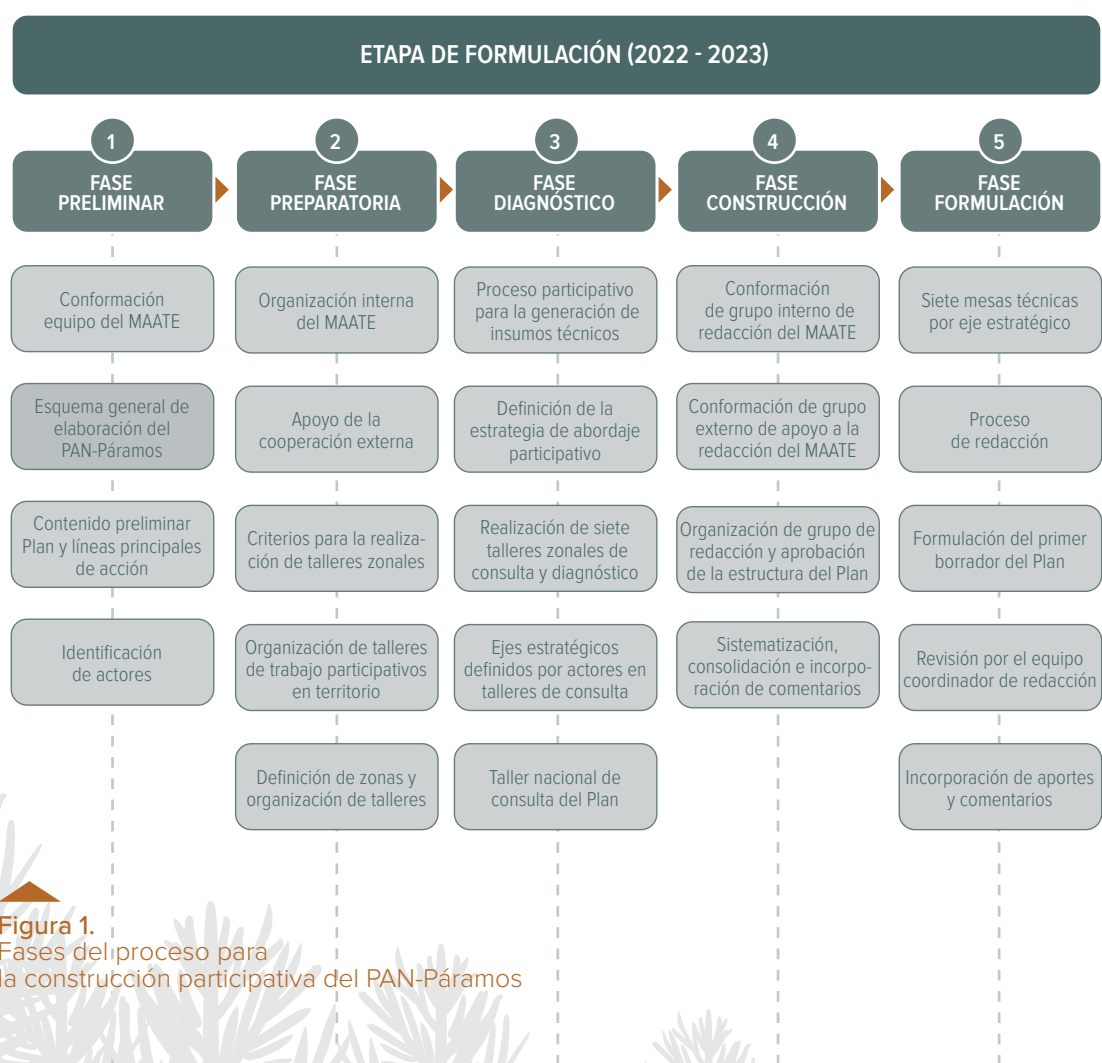 ETAPA DE FORMULACIÓN (2022 - 2023)
1
FASE
PRELIMINAR
Conformación
equipo del MAATE
Esquema general de
elaboración del
PAN-Páramos
Contenido preliminar
Plan y líneas principales
de acción
Identificación
de actores
2
FASE
PREPARATORIA
Organización interna
del MAATE
Apoyo de la
cooperación externa
Criterios para la realiza-
ción de talleres zonales
Organización de talleres
de trabajo participativos
en territorio
Definición de zonas y
organización de talleres
3
FASE
DIAGNÓSTICO
Proceso participativo
para la generación de
insumos técnicos
Definición de la
estrategia de abordaje
participativo
Realización de siete
talleres zonales de
consulta y diagnóstico
Ejes estratégicos
definidos por actores en
talleres de consulta
Taller nacional de
consulta del Plan
4
FASE
CONSTRUCCIÓN
Conformación
de grupo interno de
redacción del MAATE
Conformación de grupo
externo de apoyo a la
redacción del MAATE
Organización de grupo de
redacción y aprobación
de la estructura del Plan
Sistematización,
consolidación e incorpo-
ración de comentarios
5
FASE
FORMULACIÓN
Siete mesas técnicas
por eje estratégico
Proceso
de redacción
Formulación del primer
borrador del Plan
Revisión por el equipo
coordinador de redacción
Incorporación de aportes
y comentarios
Figura 1.
Fases del proceso para
la construcción participativa del PAN-Páramos